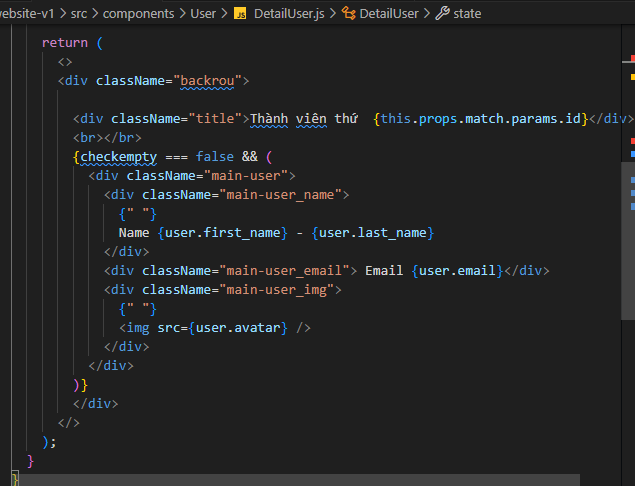 website-v1 > src > components > User > JS DetailUser.js > DetailUser > state
return (
<>
<div className="backrou">
<div className="title">Thành viên thứ {this.props.match.params.id}</div>
<br></br>
{checkempty === false && (
<div className="main-user">
<div className="main-user_name">
{" "}
Name {user.first_name} - {user.last_name}
</div>
<div className="main-user_email"> Email {user.email}</div>
<div className="main-user_img">
{" "}
<img src={user.avatar} />
</div>
</div>
)}
</div>
</>
);
}
}